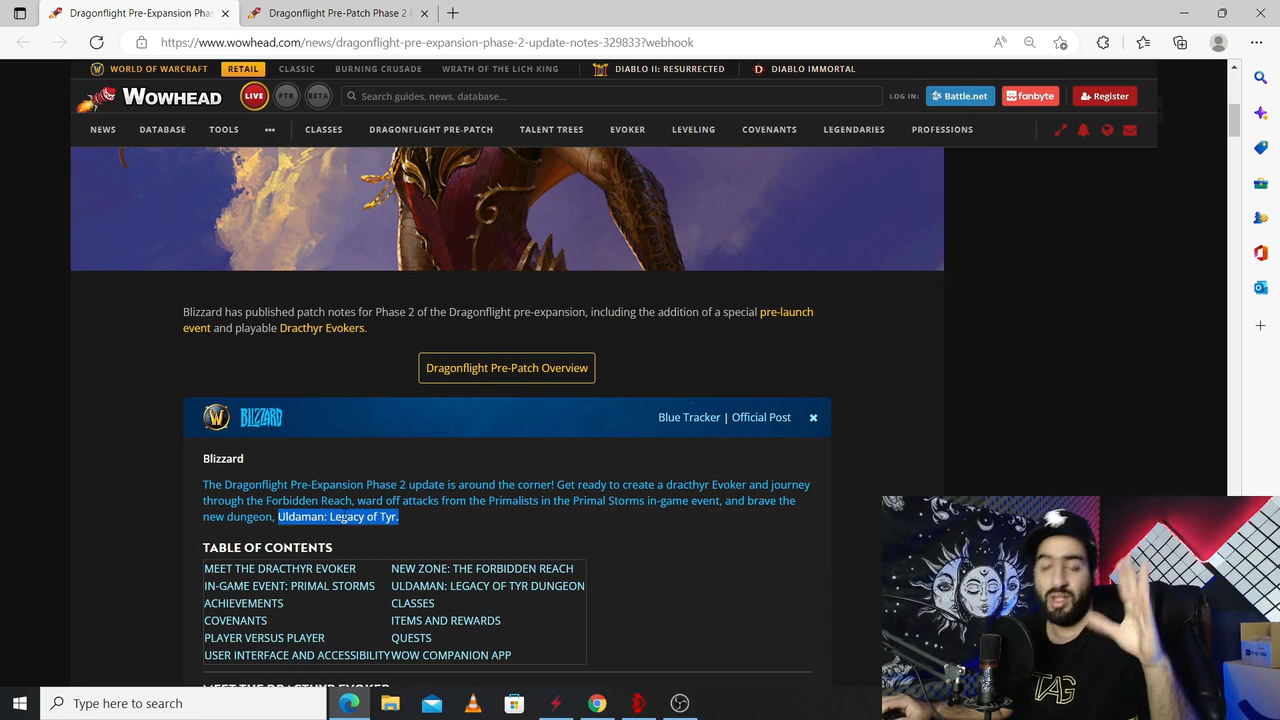 Dragonflight Pre-Expansion Pha
Dragonflight Pre-Patch Phase 2 E
https://www.wowhead.com/news/dragonflight-pre-expansion-phase-2-update-notes-329833?webhook
WORLD OF WARCRAFT RETAIL CLASSIC BURNING CRUSADE WRATH OF THE LICH KING DIABLO II: RESURRECTED DIABLO IMMORTAL
WOWHEAD LIVE PTR BETA Search guides, news, database... LOG IN: Battle.net fanbyte Register
NEWS DATABASE TOOLS ••• CLASSES DRAGONFLIGHT PRE-PATCH TALENT TREES EVOKER LEVELING COVENANTS LEGENDARIES PROFESSIONS
Blizzard has published patch notes for Phase 2 of the Dragonflight pre-expansion, including the addition of a special pre-launch
event and playable Dracthyr Evokers.
Dragonflight Pre-Patch Overview
BLIZZARD Blue Tracker | Official Post
Blizzard
The Dragonflight Pre-Expansion Phase 2 update is around the corner! Get ready to create a dracthyr Evoker and journey
through the Forbidden Reach, ward off attacks from the Primalists in the Primal Storms in-game event, and brave the
new dungeon, Uldaman: Legacy of Tyr.
TABLE OF CONTENTS
MEET THE DRACTHYR EVOKER NEW ZONE: THE FORBIDDEN REACH
IN-GAME EVENT: PRIMAL STORMS ULDAMAN: LEGACY OF TYR DUNGEON
ACHIEVEMENTS CLASSES
COVENANTS ITEMS AND REWARDS
PLAYER VERSUS PLAYER QUESTS
USER INTERFACE AND ACCESSIBILITY WOW COMPANION APP
MEET THE DRACTHYR EVOKER
TAG
Type here to search